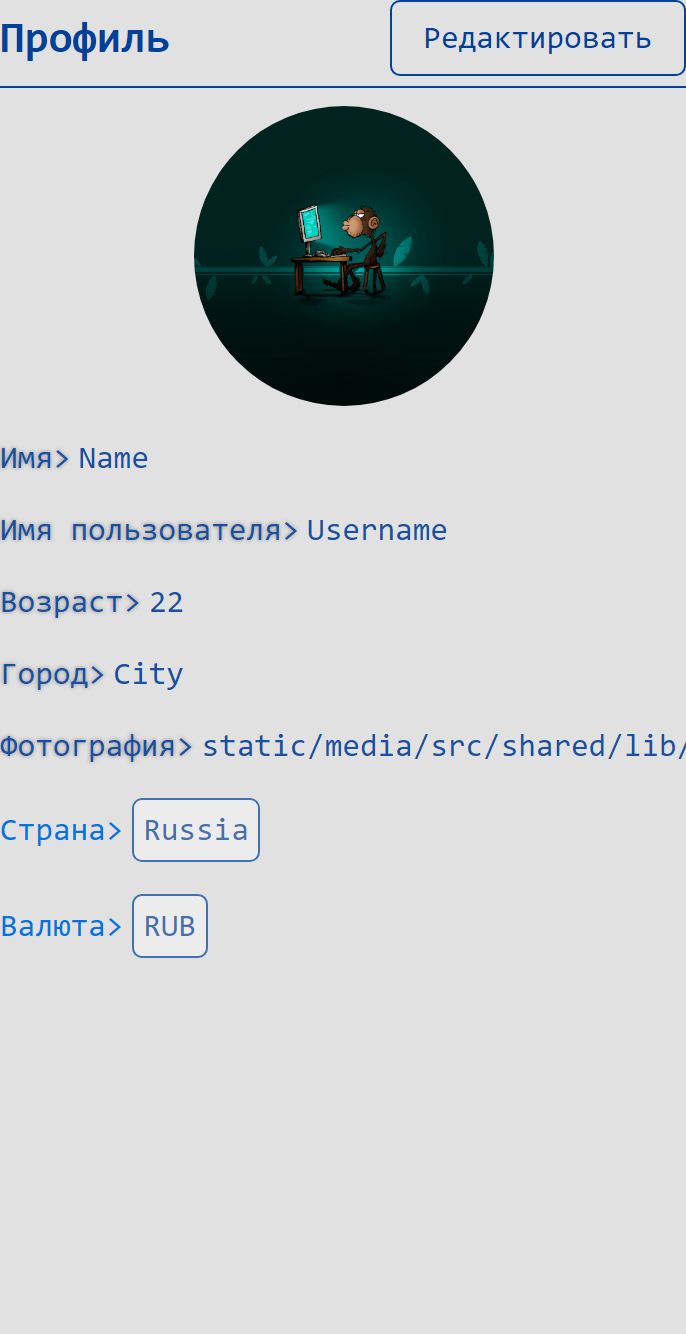 Профиль
Редактировать
Имя> Name
Имя пользователя> Username
Возраст> 22
Город> City
Фотография> static/media/src/shared/lib/
Страна> Russia
Валюта> RUB